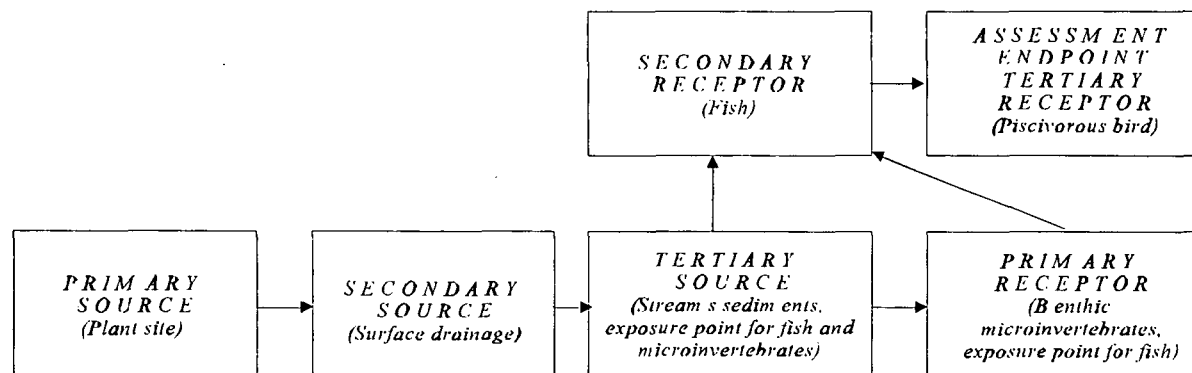 SECONDARY
RECEPTOR
(Fish)
ASSESSMENT
ENDPOINT
TERTIARY
RECEPTOR
(Piscivorous bird)
PRIMARY
SOURCE
(Plant site)
SECONDARY
SOURCE
(Surface drainage)
TERTIARY
SOURCE
(Streams sediments,
exposure point for fish and
microinvertebrates)
PRIMARY
RECEPTOR
(Benthic
microinvertebrates,
exposure point for fish)